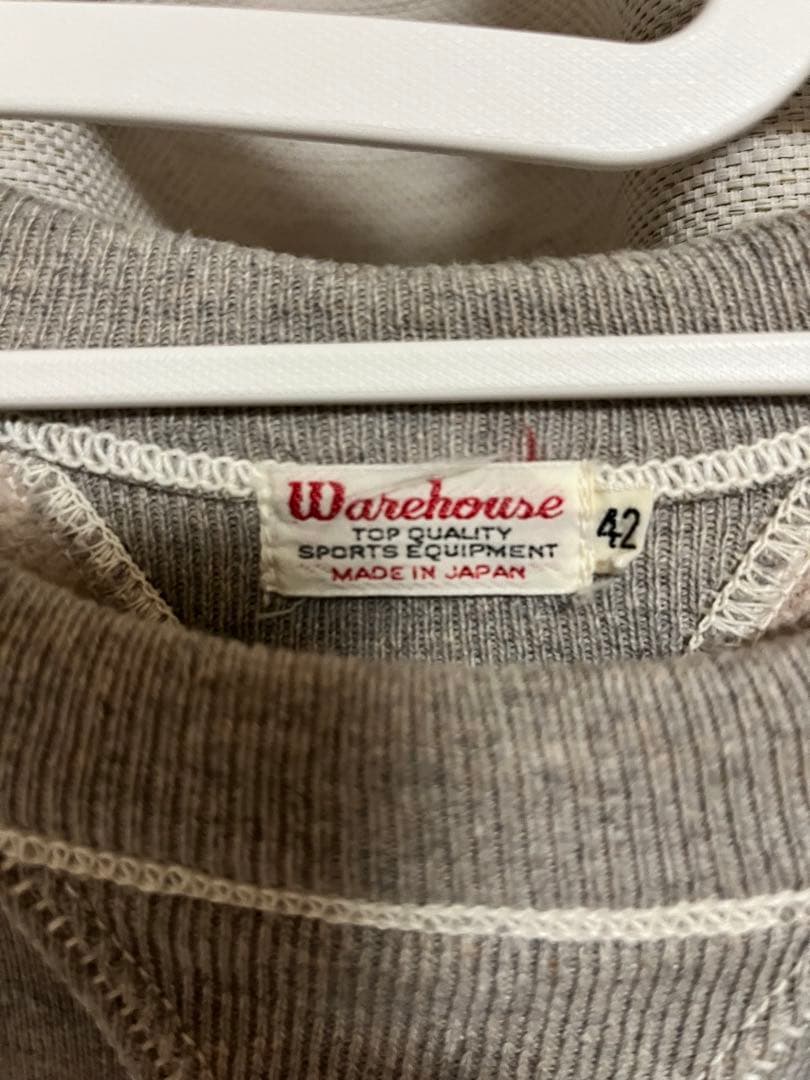 Warehouse
TOP QUALITY
SPORTS EQUIPMENT
MADE IN JAPAN
42